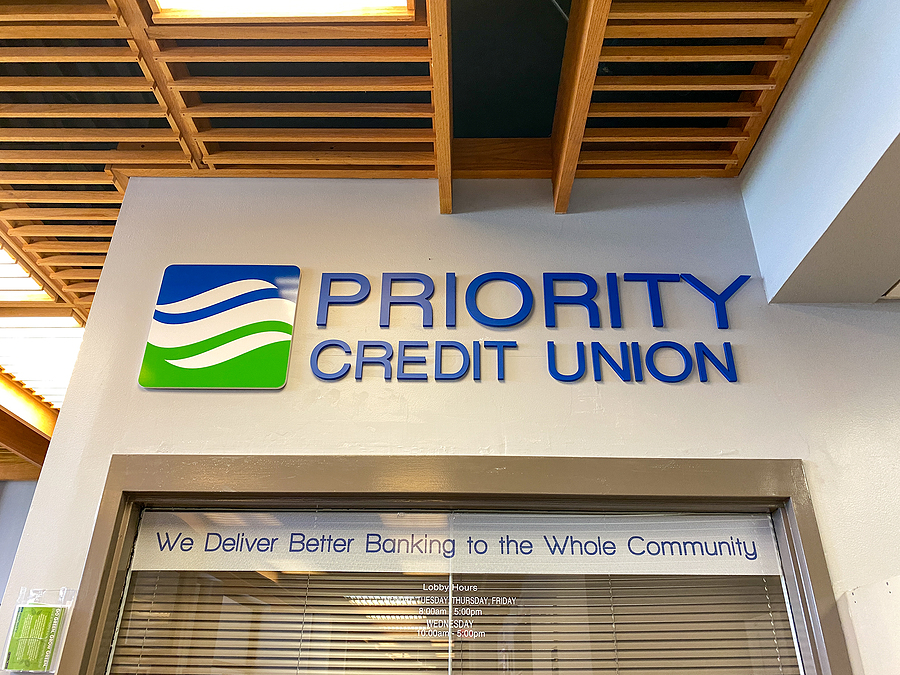 PRIORITY
CREDIT UNION
We Deliver Better Banking to the Whole Community
Lobby Hours
TUESDAY, THURSDAY, FRIDAY
8:00am - 5:00pm
WEDNESDAY
10:00am - 5:00pm